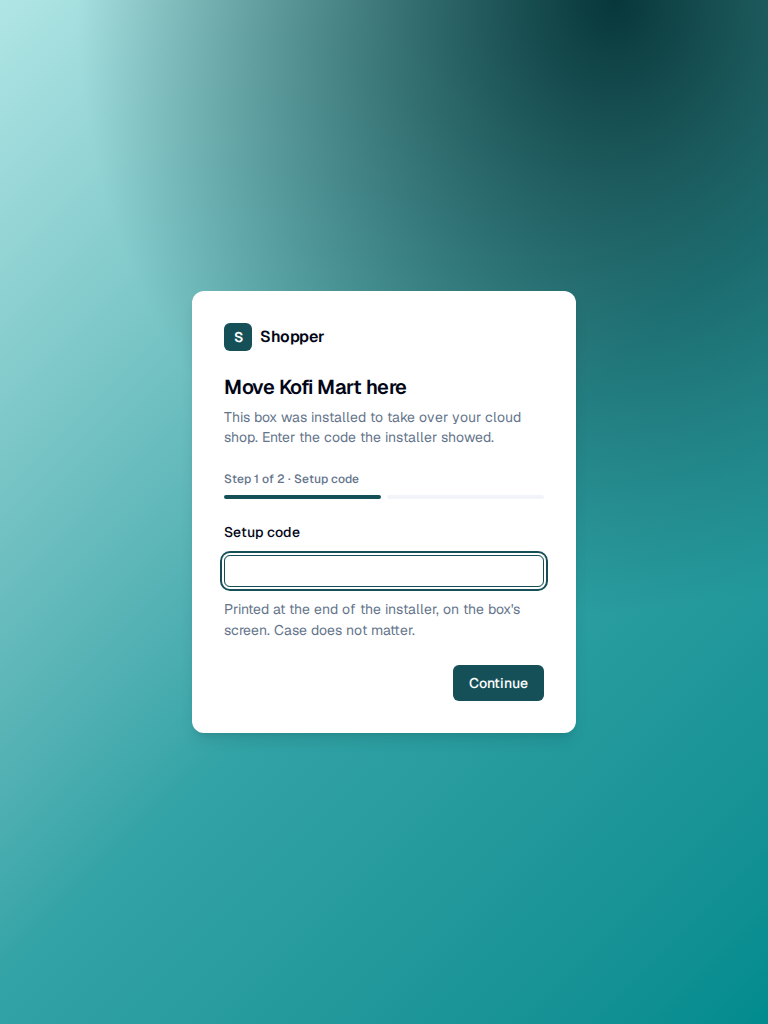 S
Shopper
Move Kofi Mart here
This box was installed to take over your cloud
shop. Enter the code the installer showed.
Step 1 of 2 · Setup code
Setup code
Printed at the end of the installer, on the box's
screen. Case does not matter.
Continue